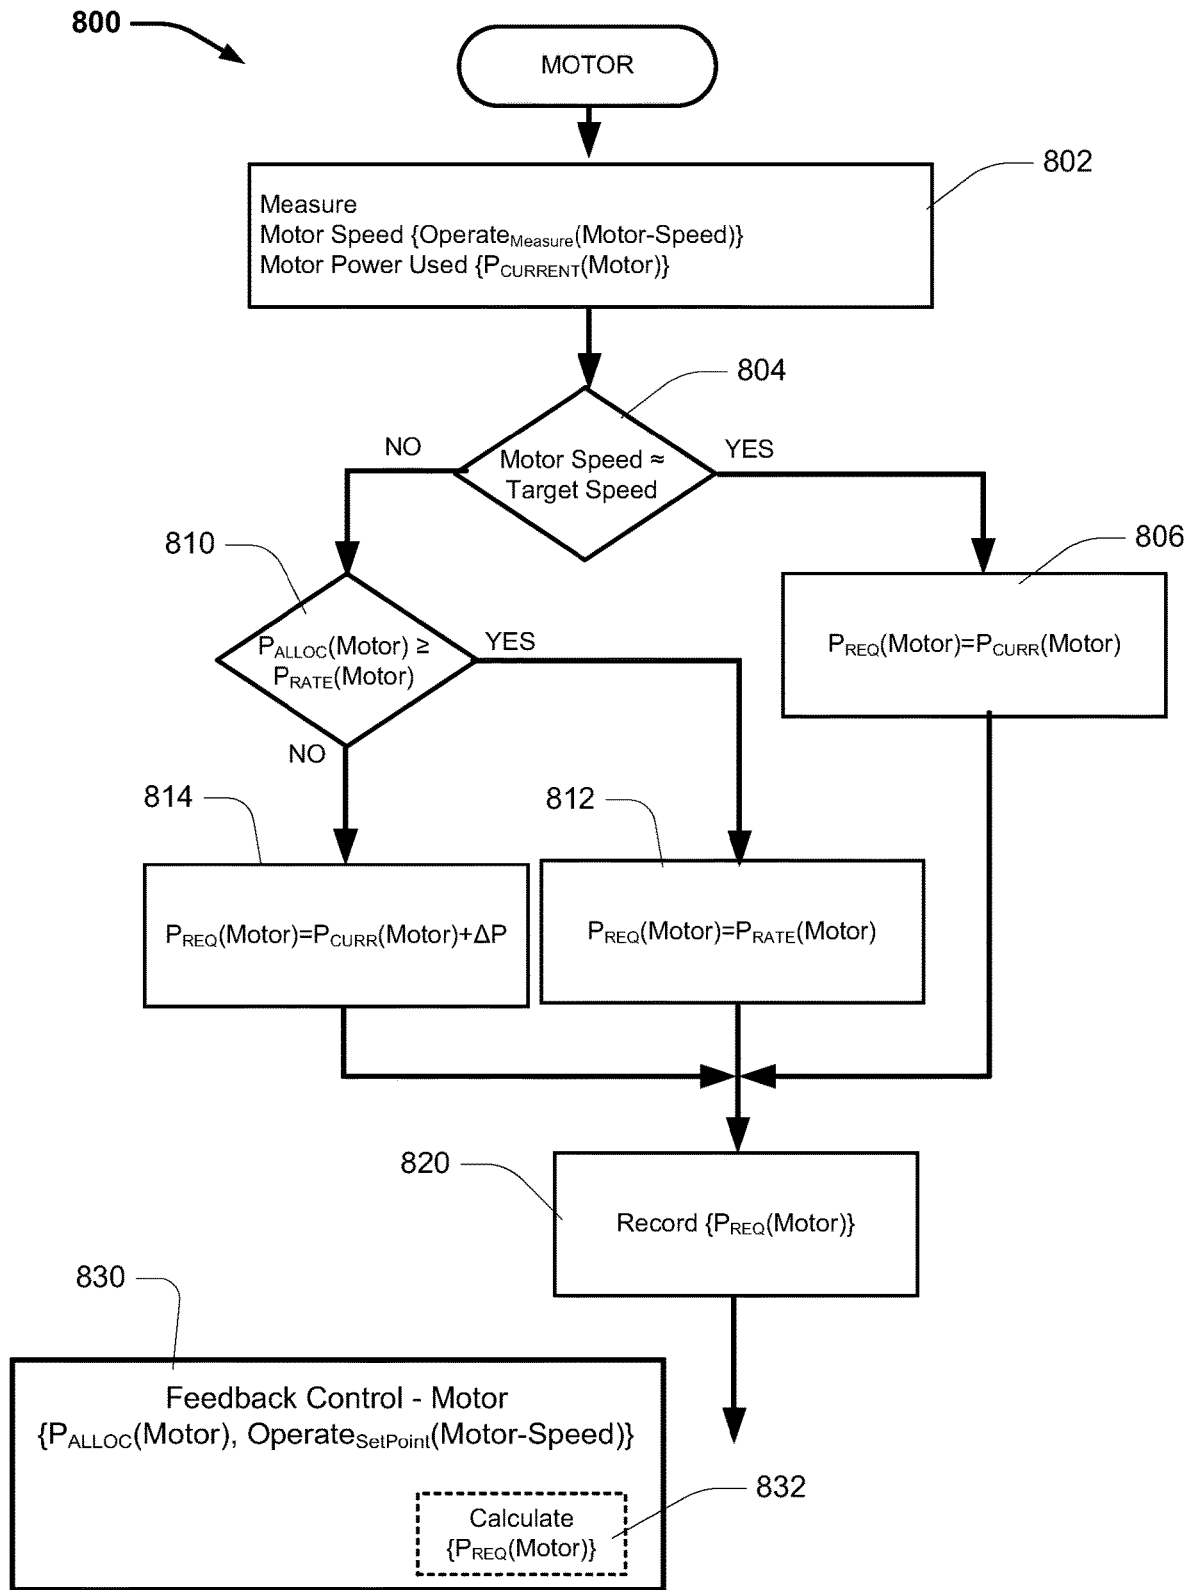 800
MOTOR
802
Measure
Motor Speed {OperateMeasure(Motor-Speed)}
Motor Power Used {PCURRENT(Motor)}
804
NO
YES
Motor Speed ≈
Target Speed
810
806
PALLOC(Motor) ≥
PRATE(Motor)
YES
PREQ(Motor)=PCURR(Motor)
NO
814
812
PREQ(Motor)=PCURR(Motor)+ΔP
PREQ(Motor)=PRATE(Motor)
820
Record {PREQ(Motor)}
830
Feedback Control - Motor
{PALLOC(Motor), OperateSetPoint(Motor-Speed)}
832
Calculate
{PREQ(Motor)}